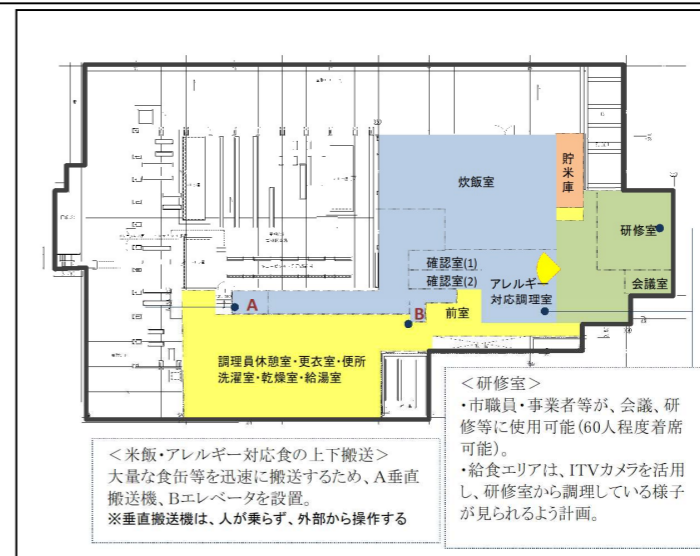 炊飯室
貯米庫
研修室
確認室(1)
確認室(2)
アレルギー
対応調理室
会議室
A
B
前室
調理員休憩室・更衣室・便所
洗濯室・乾燥室・給湯室
＜米飯・アレルギー対応食の上下搬送＞
大量な食缶等を迅速に搬送するため、A垂直
搬送機、Bエレベータを設置。
※垂直搬送機は、人が乗らず、外部から操作する
＜研修室＞
・市職員・事業者等が、会議、研
修等に使用可能(60人程度着席
可能)。
・給食エリアは、ITVカメラを活用
し、研修室から調理している様子
が見られるよう計画。